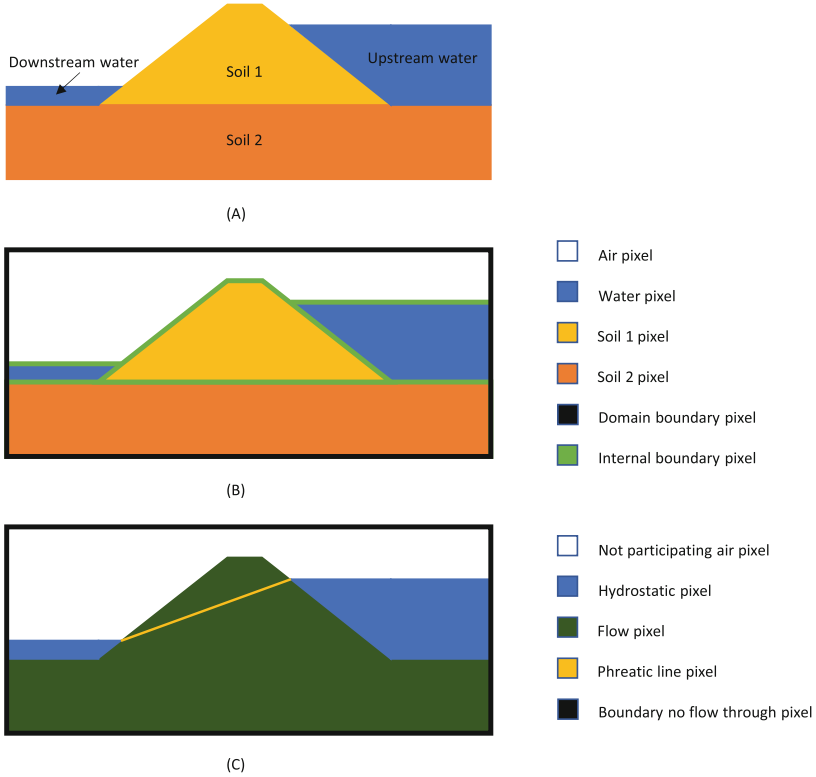 Downstream water
Upstream water
Soil 1
Soil 2
(A)
Air pixel
Water pixel
Soil 1 pixel
Soil 2 pixel
Domain boundary pixel
Internal boundary pixel
(B)
Not participating air pixel
Hydrostatic pixel
Flow pixel
Phreatic line pixel
Boundary no flow through pixel
(C)